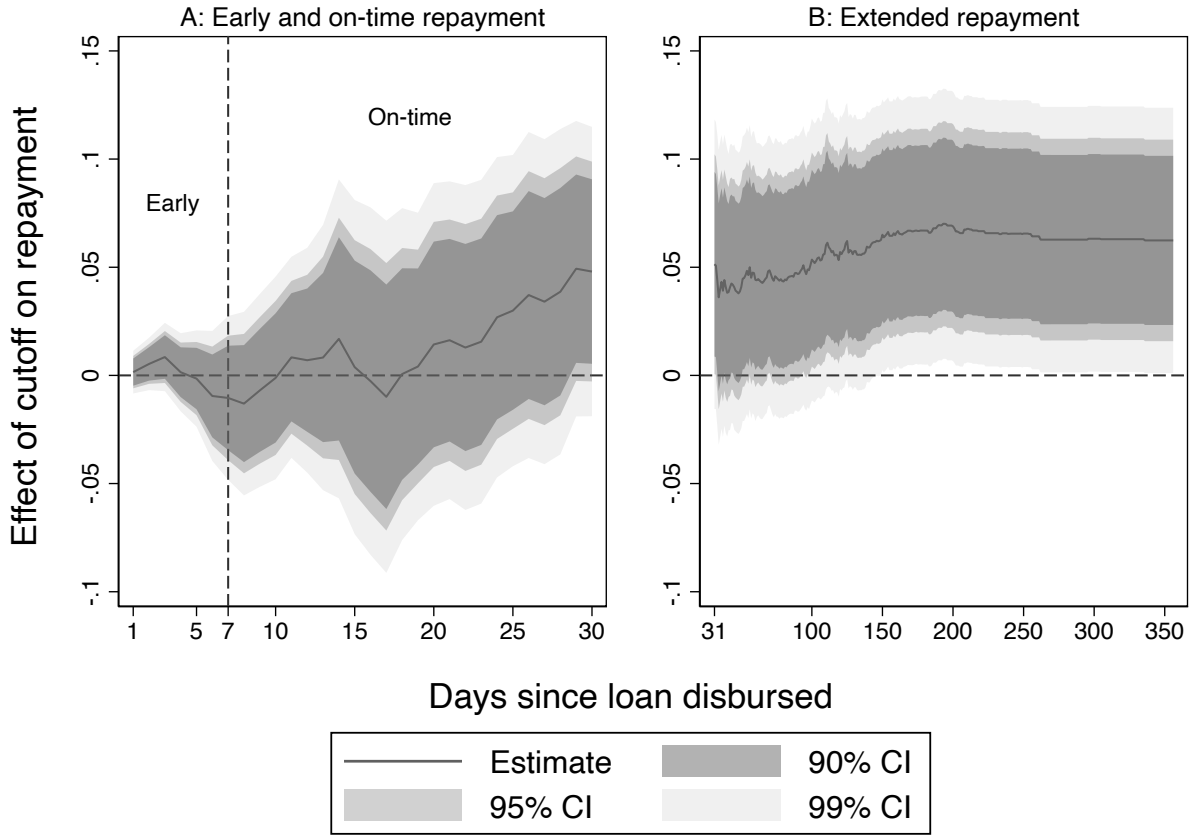 A: Early and on-time repayment
B: Extended repayment
Effect of cutoff on repayment
.15
.1
.05
0
-.05
-.1
Early
On-time
1 5 7 10 15 20 25 30
.15
.1
.05
0
-.05
-.1
31 100 150 200 250 300 350
Days since loan disbursed
Estimate 90% CI
95% CI 99% CI